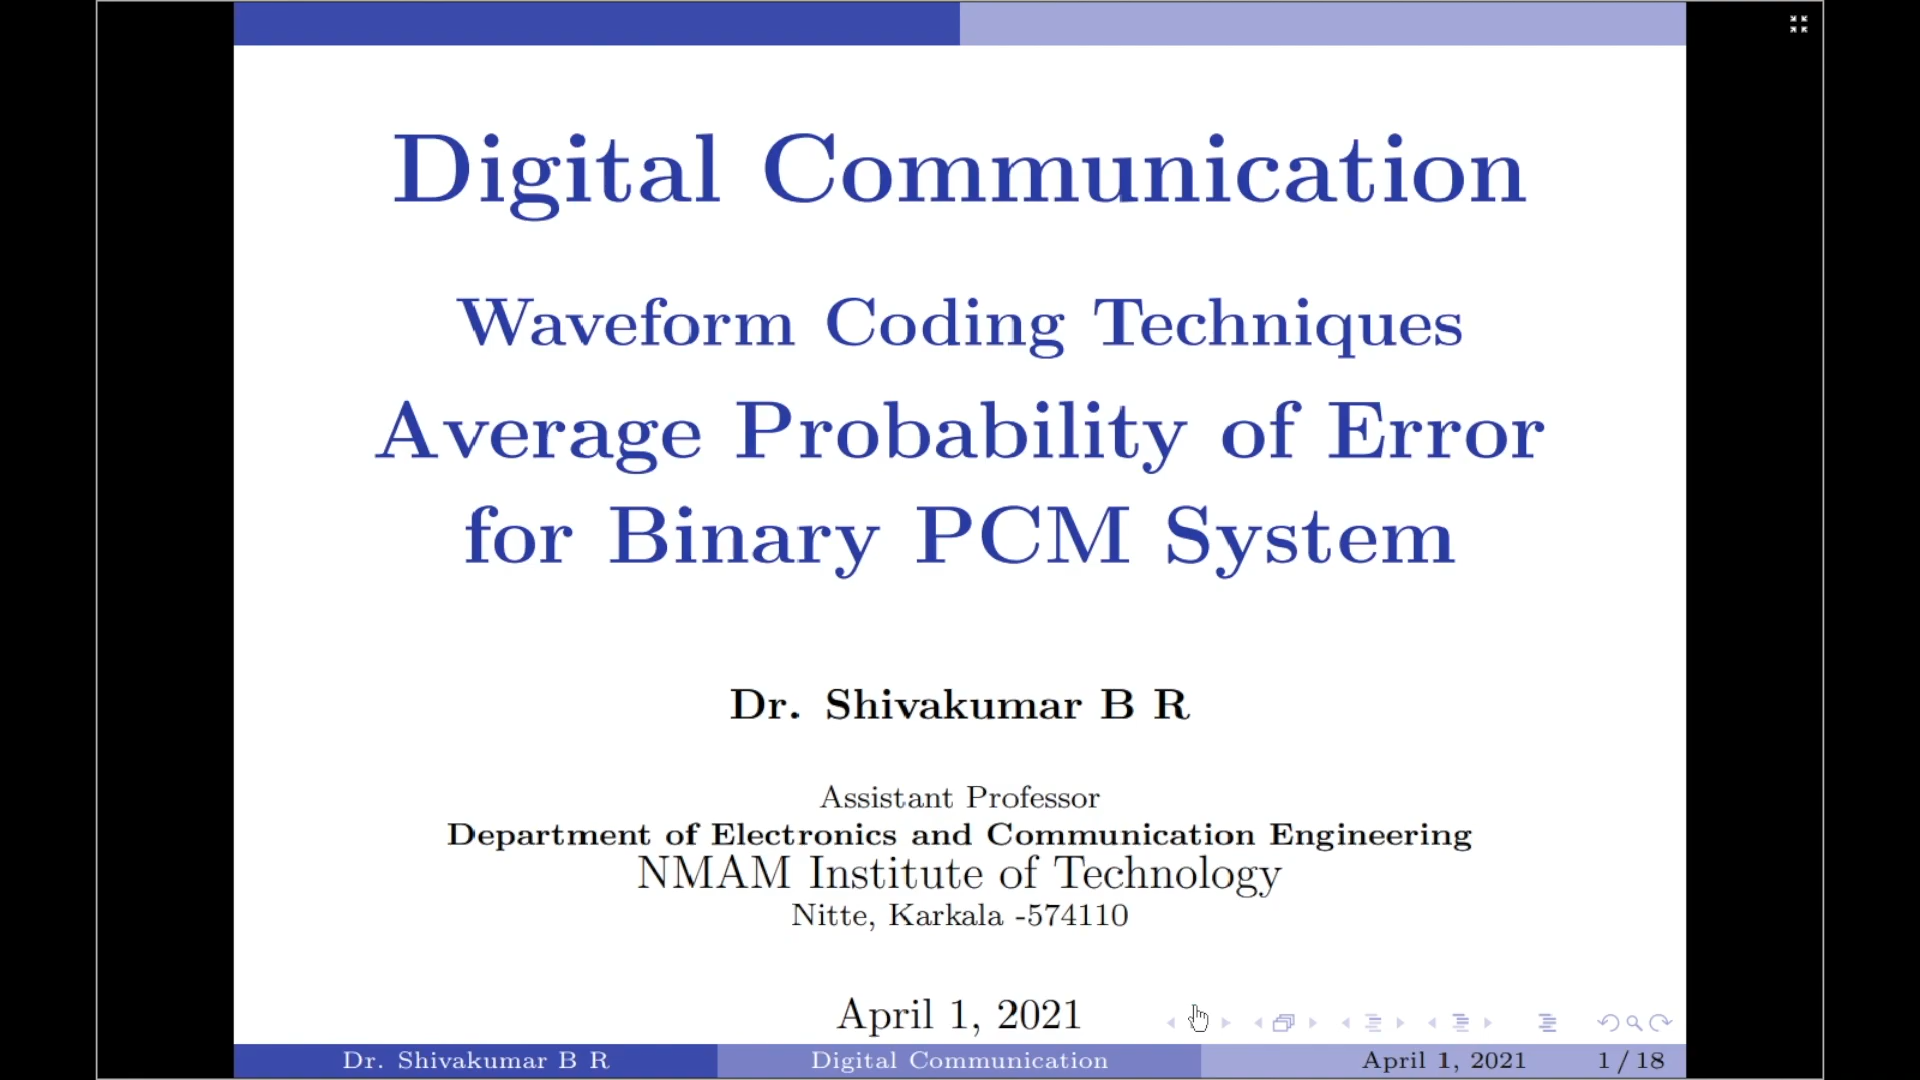 Digital Communication
Waveform Coding Techniques
Average Probability of Error
for Binary PCM System
Dr. Shivakumar B R
Assistant Professor
Department of Electronics and Communication Engineering
NMAM Institute of Technology
Nitte, Karkala -574110
April 1, 2021
Dr. Shivakumar B R Digital Communication April 1, 2021 1 / 18